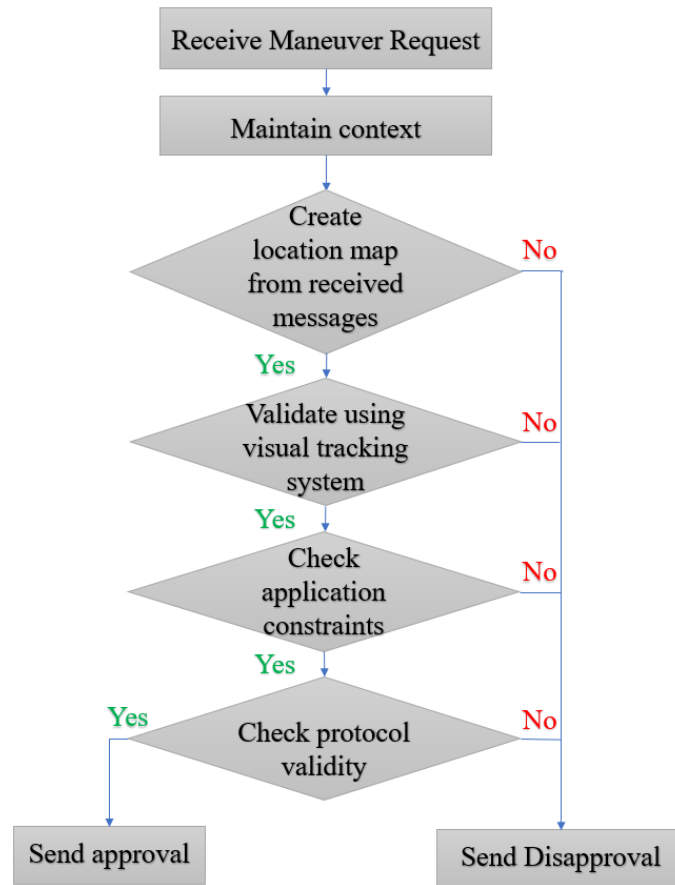 Receive Maneuver Request
Maintain context
Create
location map
from received
messages
No
Yes
Validate using
visual tracking
system
No
Yes
Check
application
constraints
No
Yes
Yes
Check protocol
validity
No
Send approval
Send Disapproval